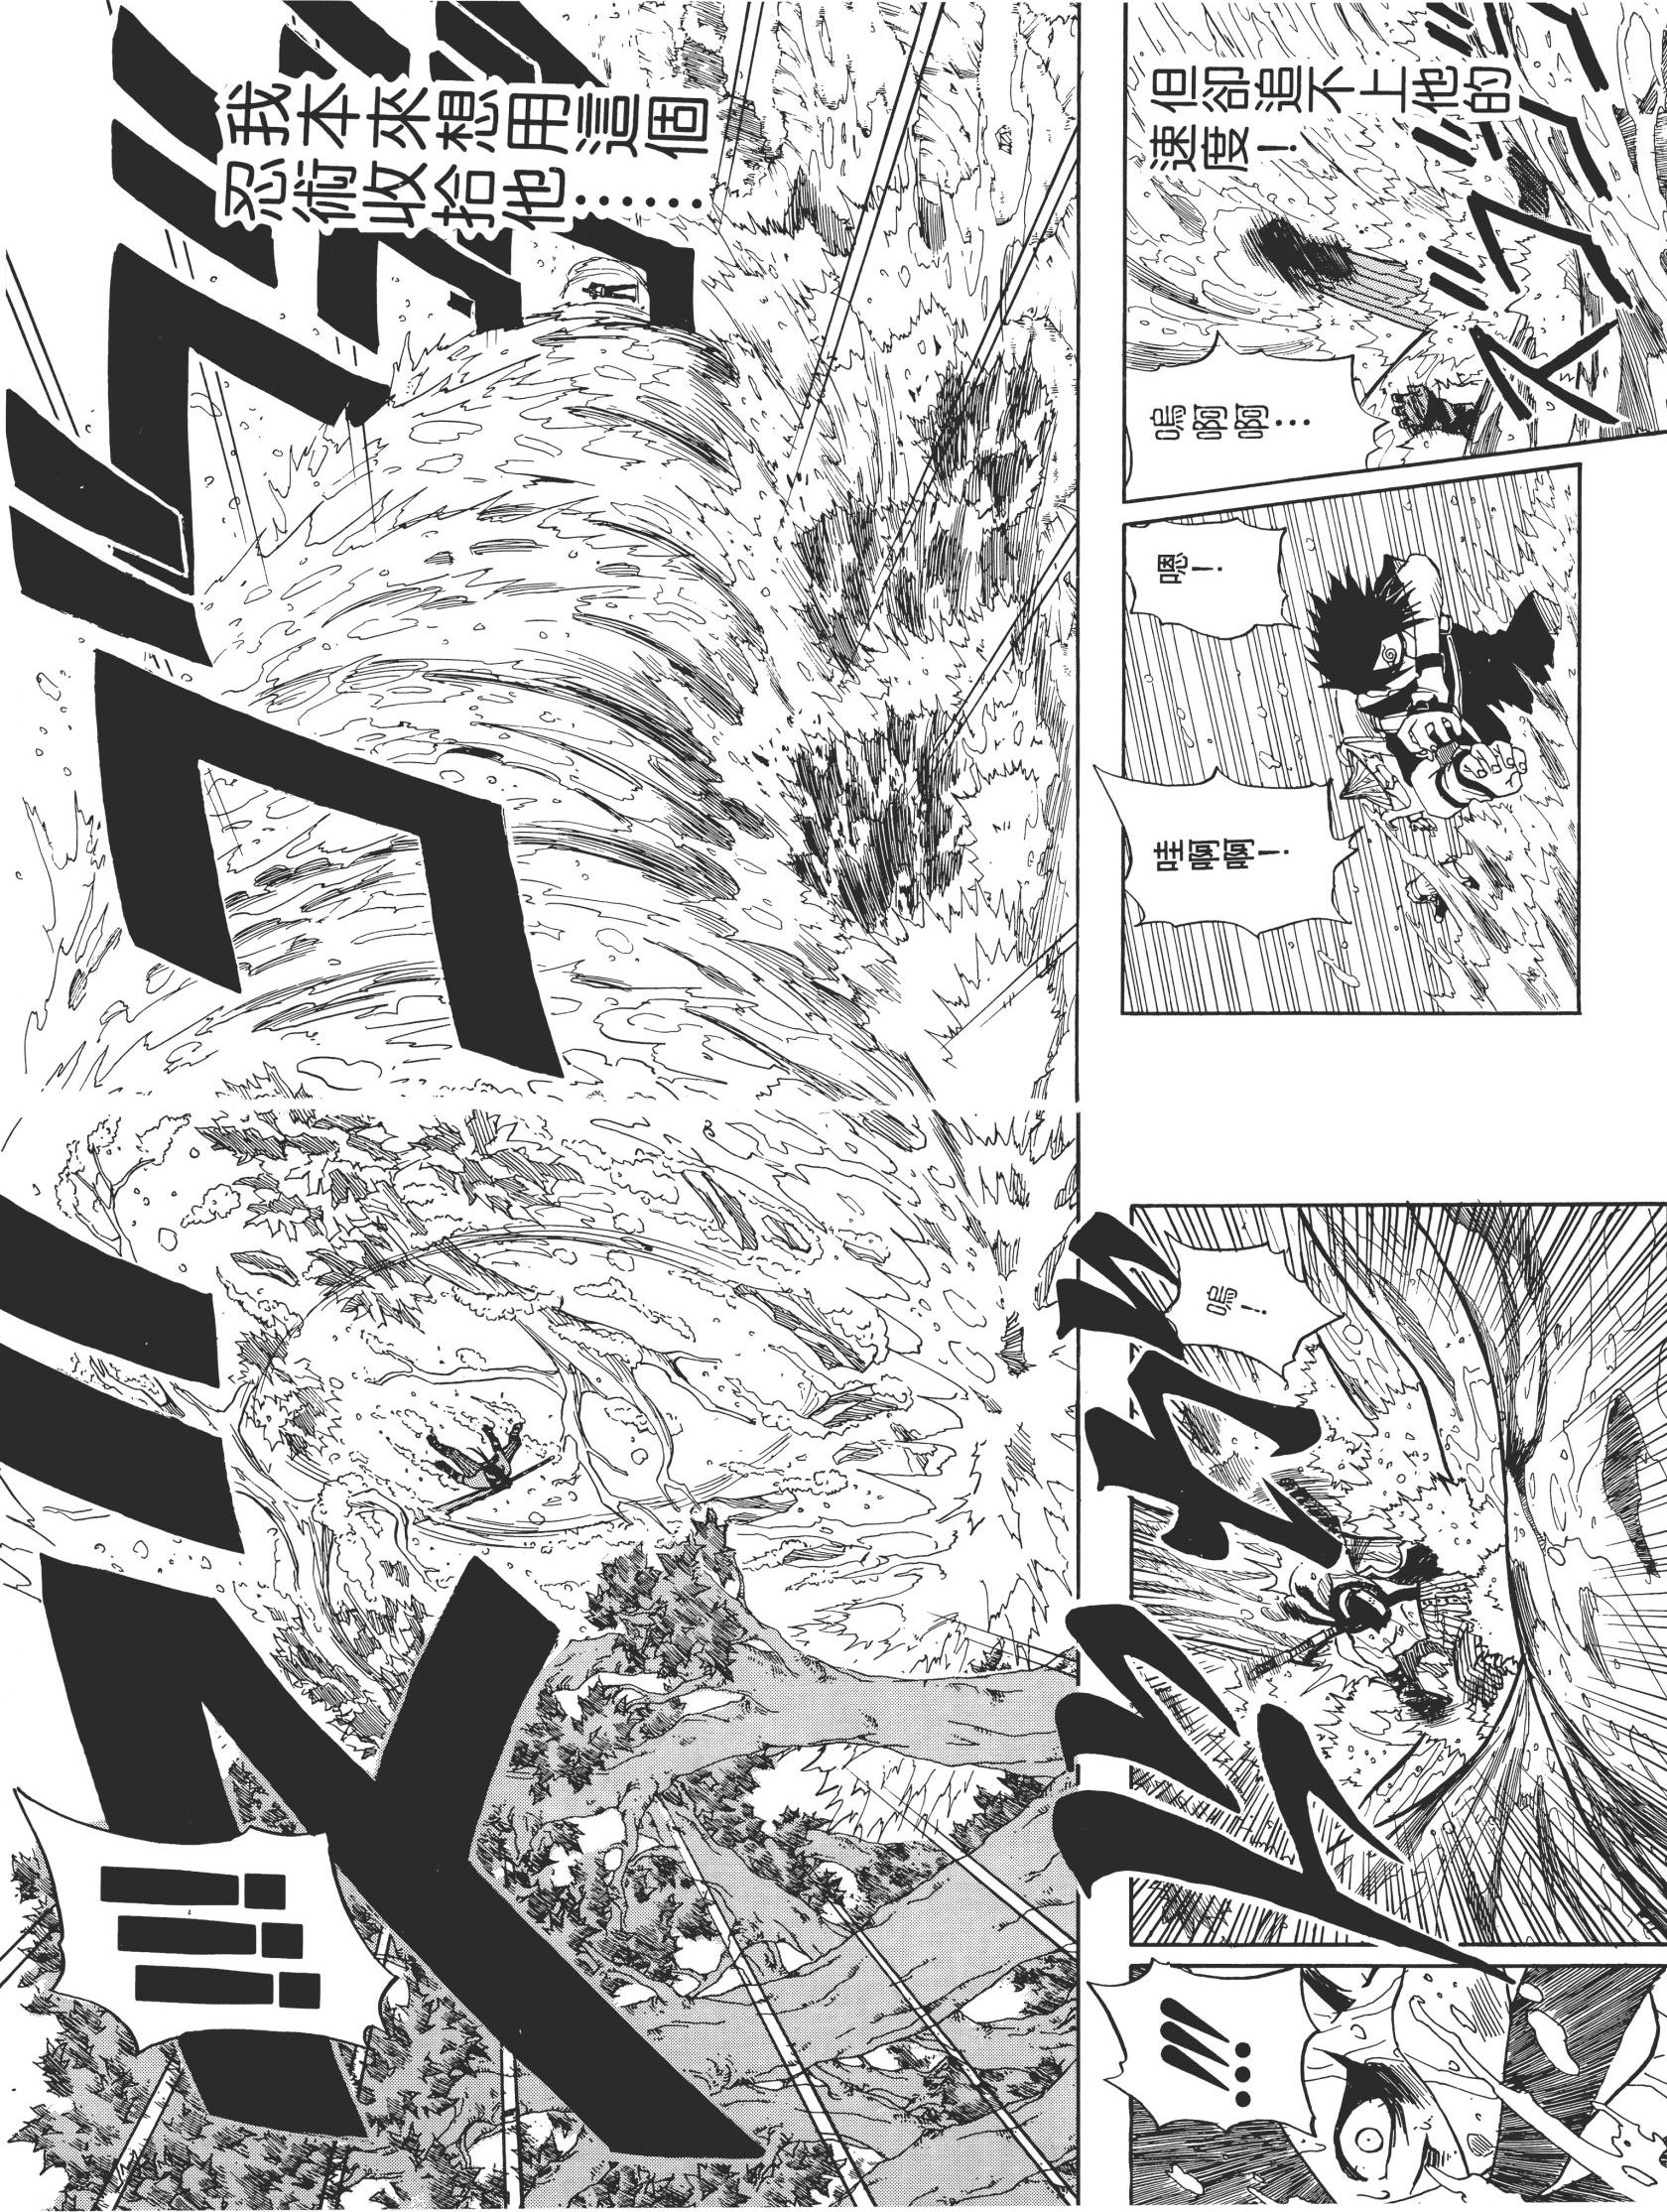 我本來想用這個
忍術收拾他……
!!!
但卻追不上他的
速度！
嗚啊啊…
嗯！
哇啊啊！
嗚！
!!!…